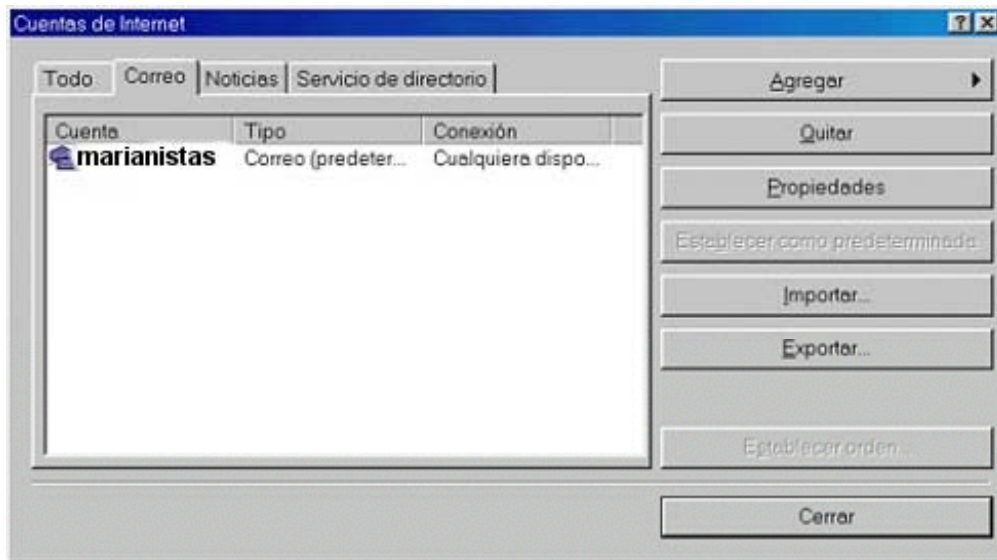 Cuentas de Internet
Todo Correo Noticias Servicio de directorio
Cuenta Tipo Conexión
marianistas Correo (predeter... Cualquiera dispo...
Agregar
Quitar
Propiedades
Establecer como predeterminada
Importar...
Exportar...
Establecer orden...
Cerrar